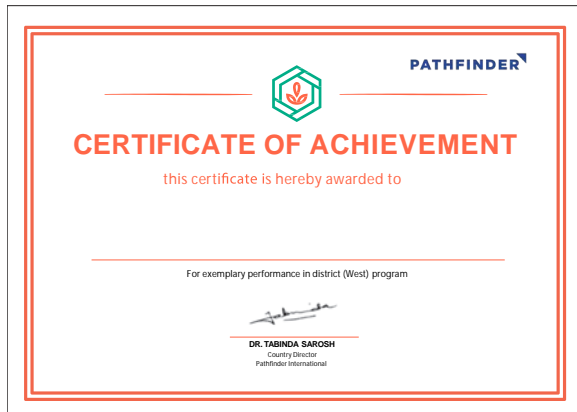 PATHFINDER
CERTIFICATE OF ACHIEVEMENT
this certificate is hereby awarded to
For exemplary performance in district (West) program
DR. TABINDA SAROSH
Country Director
Pathfinder International